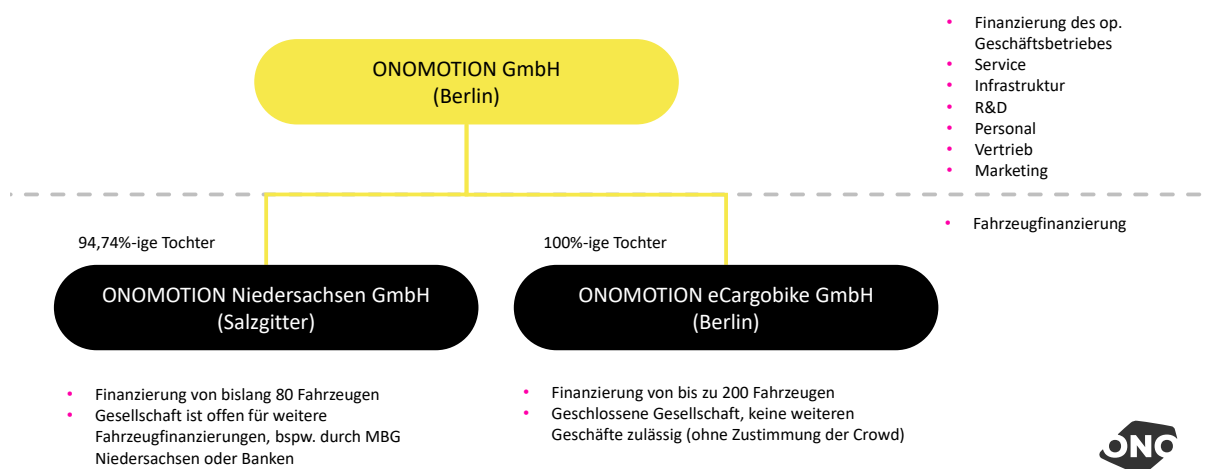 ONOMOTION GmbH
(Berlin)
• Finanzierung des op.
Geschäftsbetriebes
• Service
• Infrastruktur
• R&D
• Personal
• Vertrieb
• Marketing
• Fahrzeugfinanzierung
94,74%-ige Tochter
100%-ige Tochter
ONOMOTION Niedersachsen GmbH
(Salzgitter)
ONOMOTION eCargobike GmbH
(Berlin)
• Finanzierung von bislang 80 Fahrzeugen
• Gesellschaft ist offen für weitere
Fahrzeugfinanzierungen, bspw. durch MBG
Niedersachsen oder Banken
• Finanzierung von bis zu 200 Fahrzeugen
• Geschlossene Gesellschaft, keine weiteren
Geschäfte zulässig (ohne Zustimmung der Crowd)
ONO